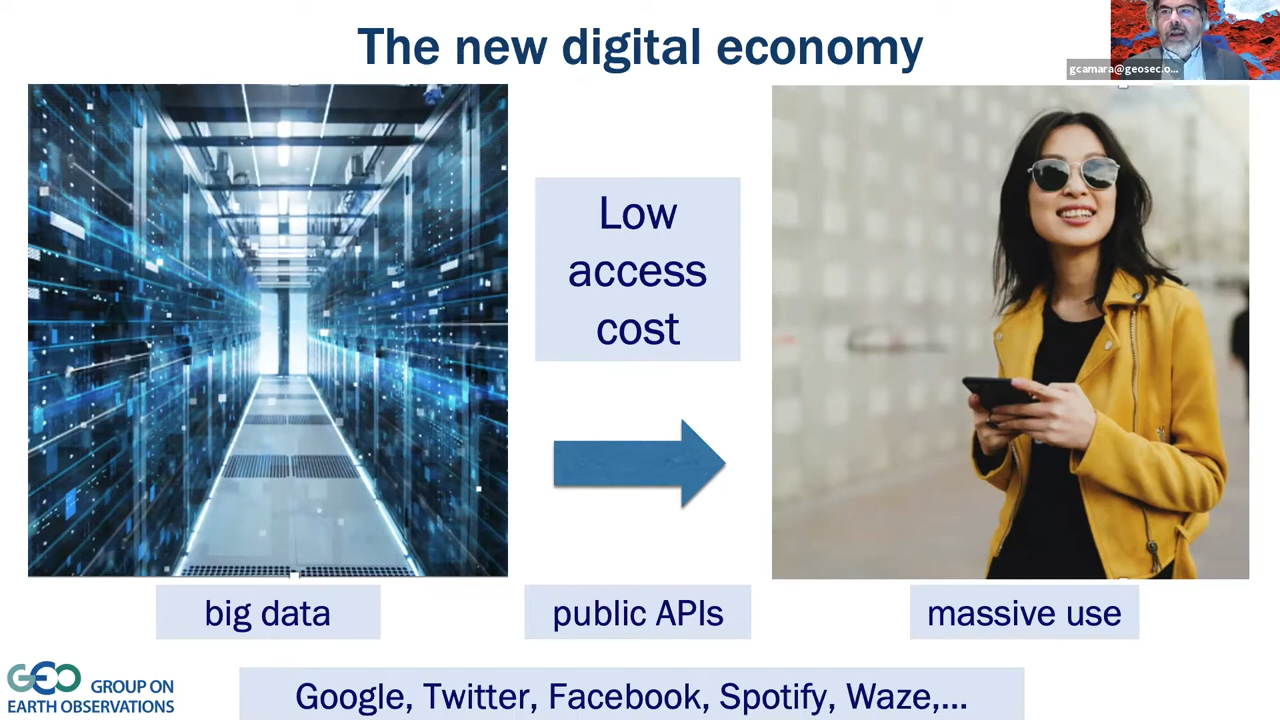 The new digital economy
gcamara@geosec.o...
Low
access
cost
big data
public APIs
massive use
GEO
GROUP ON
EARTH OBSERVATIONS
Google, Twitter, Facebook, Spotify, Waze,...